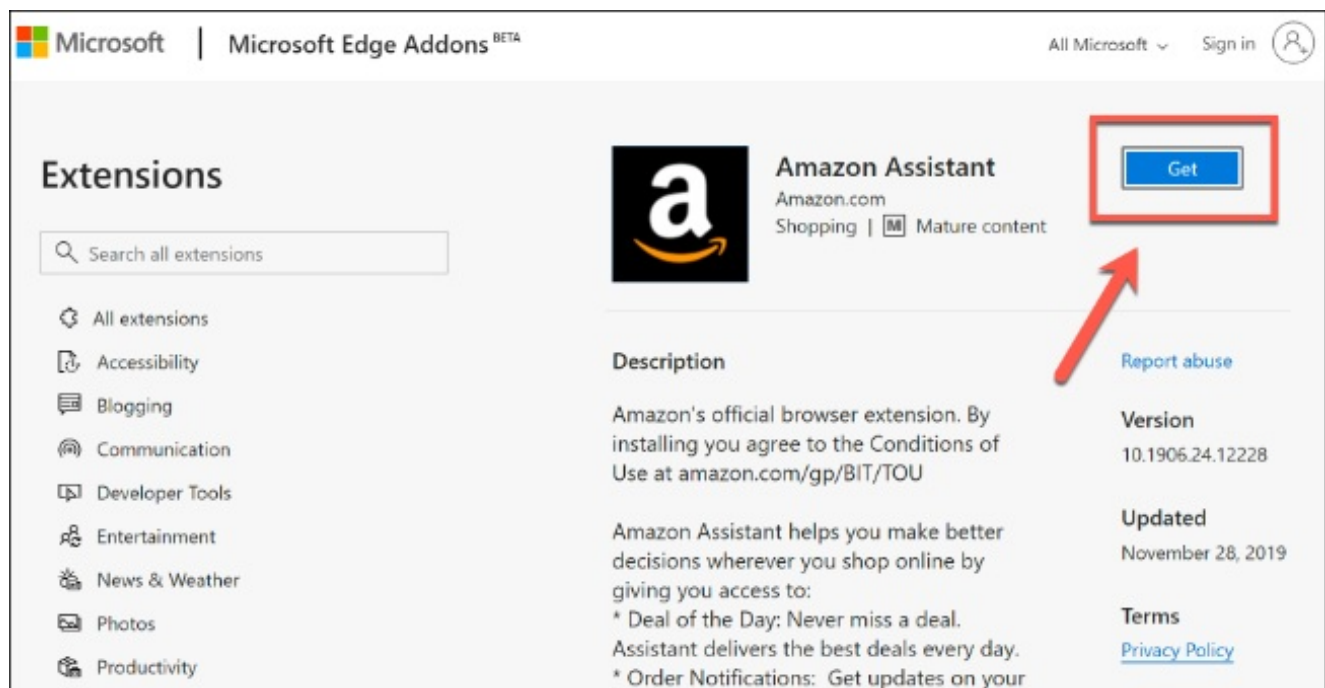 Microsoft | Microsoft Edge Addons BETA
All Microsoft Sign in
Extensions
Search all extensions
All extensions
Accessibility
Blogging
Communication
Developer Tools
Entertainment
News & Weather
Photos
Productivity
a
Amazon Assistant
Amazon.com
Shopping | M Mature content
Get
Description
Amazon's official browser extension. By
installing you agree to the Conditions of
Use at amazon.com/gp/BIT/TOU
Amazon Assistant helps you make better
decisions wherever you shop online by
giving you access to:
* Deal of the Day: Never miss a deal.
Assistant delivers the best deals every day.
* Order Notifications: Get updates on your
Report abuse
Version
10.1906.24.12228
Updated
November 28, 2019
Terms
Privacy Policy